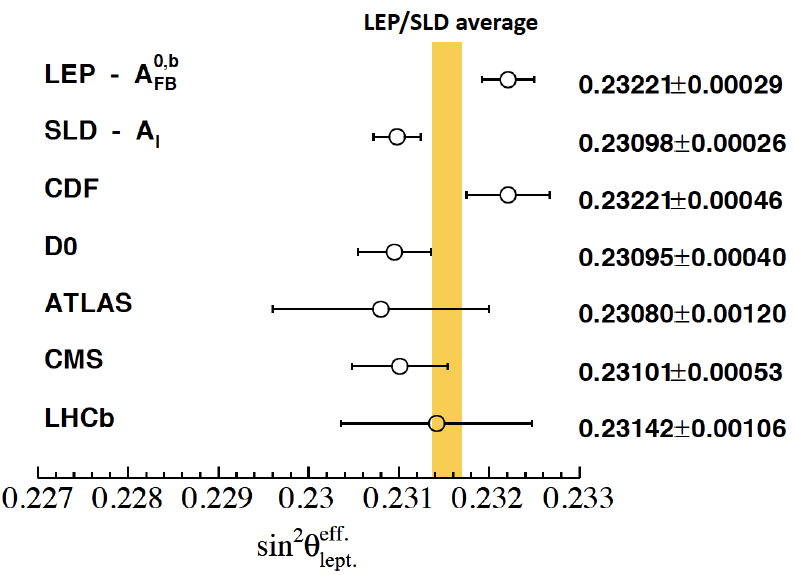 LEP/SLD average
LEP - A_FB^0,b 0.23221±0.00029
SLD - A_l 0.23098±0.00026
CDF 0.23221±0.00046
D0 0.23095±0.00040
ATLAS 0.23080±0.00120
CMS 0.23101±0.00053
LHCb 0.23142±0.00106
0.227 0.228 0.229 0.23 0.231 0.232 0.233
sin²θ_lept.^eff.